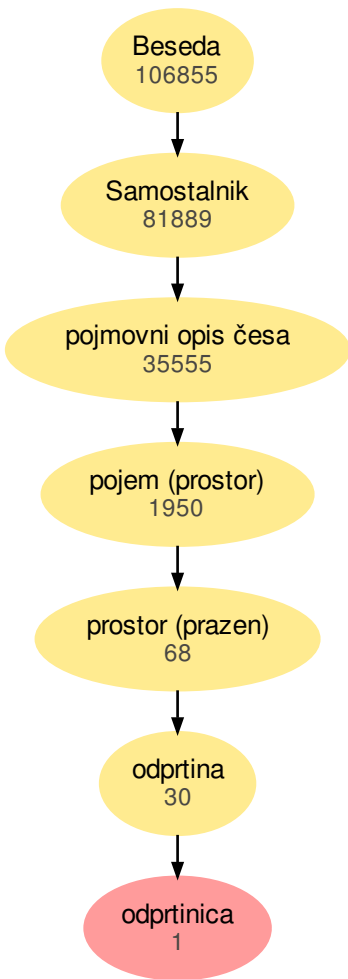 Beseda
106855
Samostalnik
81889
pojmovni opis česa
35555
pojem (prostor)
1950
prostor (prazen)
68
odprtina
30
odprtinica
1